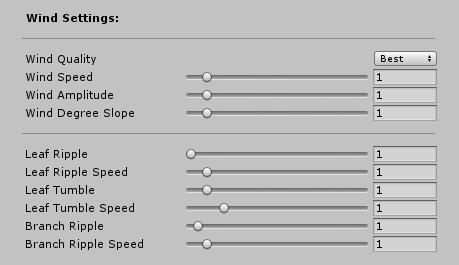 Wind Settings:
Wind Quality Best
Wind Speed 1
Wind Amplitude 1
Wind Degree Slope 1
Leaf Ripple 1
Leaf Ripple Speed 1
Leaf Tumble 1
Leaf Tumble Speed 1
Branch Ripple 1
Branch Ripple Speed 1